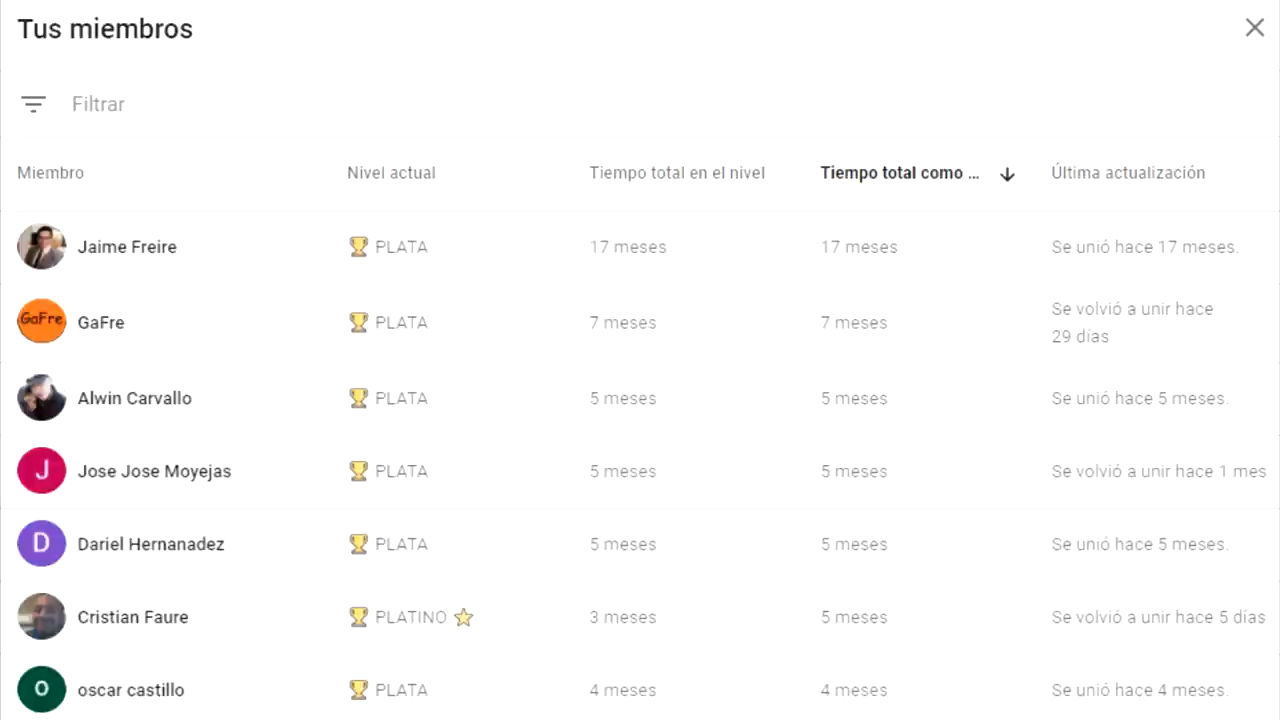 Tus miembros
Filtrar
Miembro Nivel actual Tiempo total en el nivel Tiempo total como ... Última actualización
Jaime Freire PLATA 17 meses 17 meses Se unió hace 17 meses.
GaFre GaFre PLATA 7 meses 7 meses Se volvió a unir hace
29 días
Alwin Carvallo PLATA 5 meses 5 meses Se unió hace 5 meses.
J Jose Jose Moyejas PLATA 5 meses 5 meses Se volvió a unir hace 1 mes
D Dariel Hernanadez PLATA 5 meses 5 meses Se unió hace 5 meses.
Cristian Faure PLATINO 3 meses 5 meses Se volvió a unir hace 5 días
o oscar castillo PLATA 4 meses 4 meses Se unió hace 4 meses.